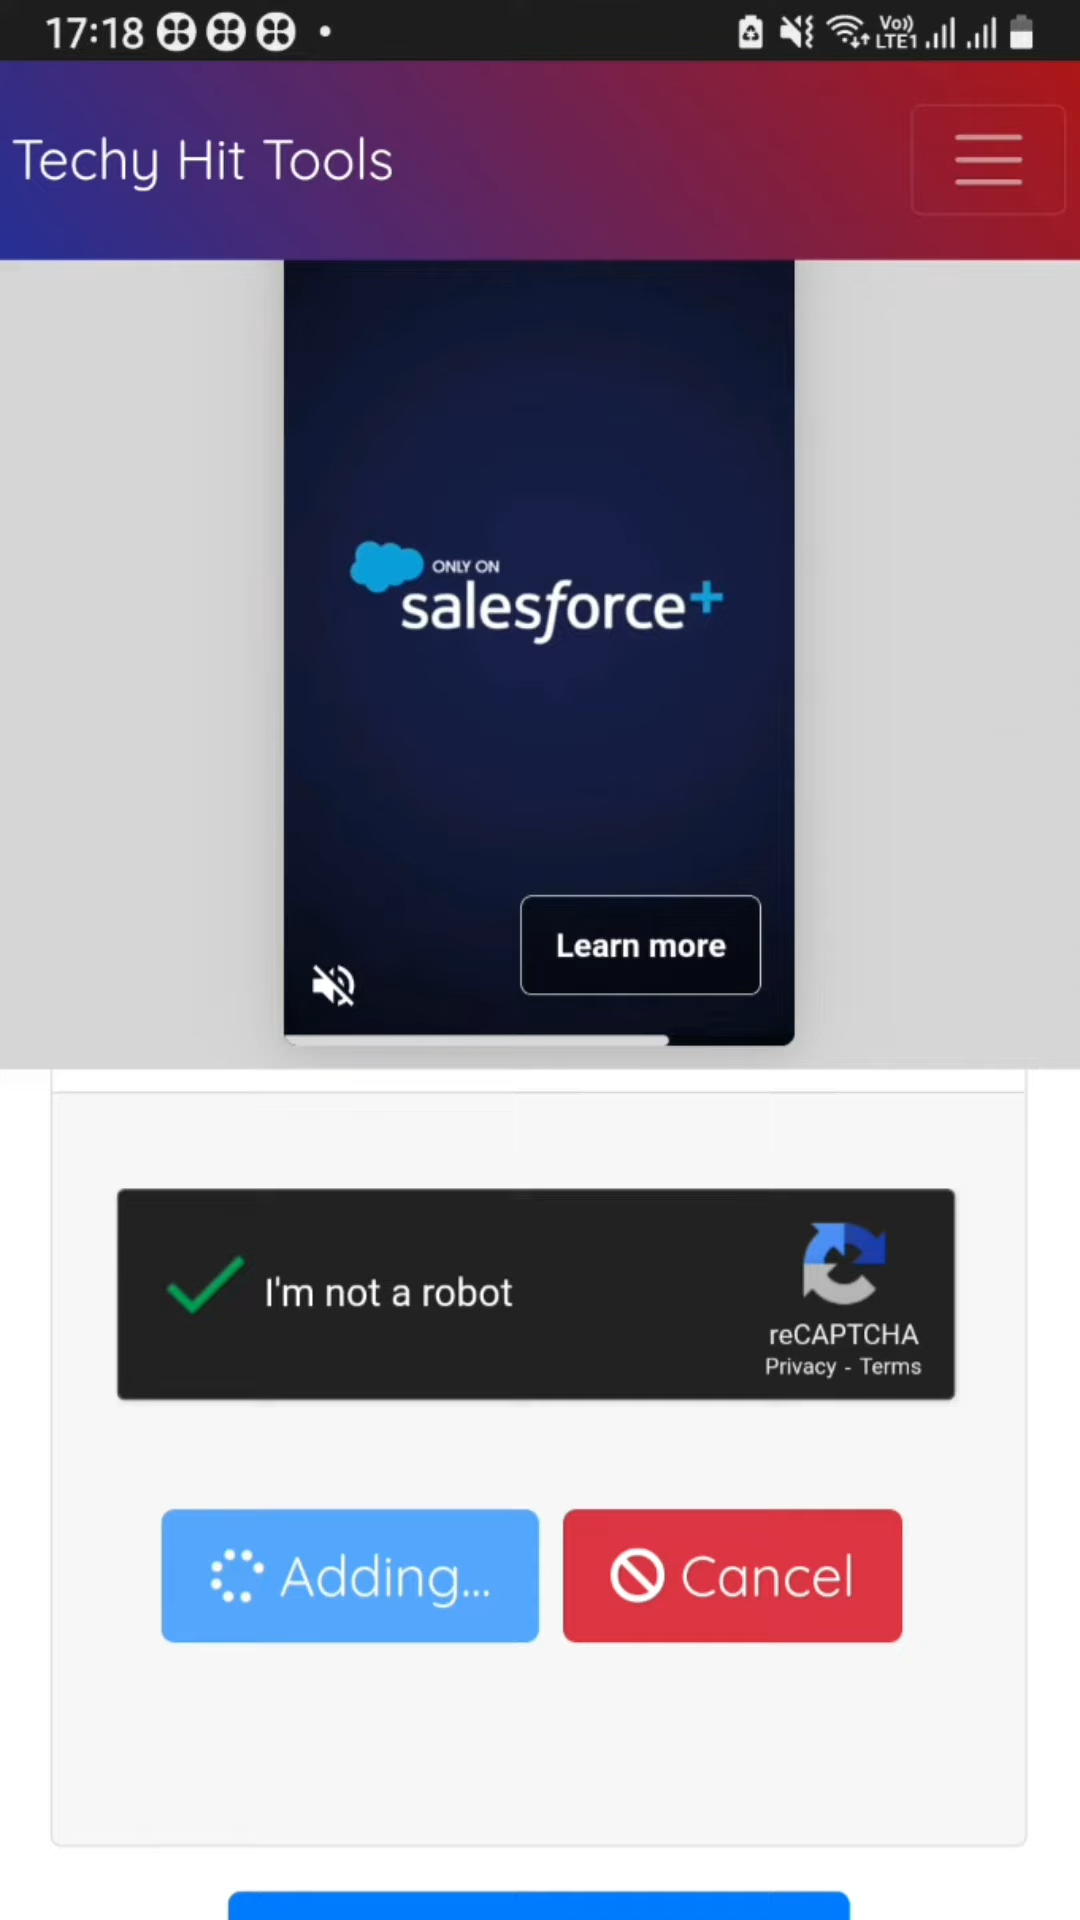 17:18
Vo))
LTE1
Techy Hit Tools
ONLY ON
salesforce+
Learn more
I'm not a robot
reCAPTCHA
Privacy - Terms
Adding...
Cancel